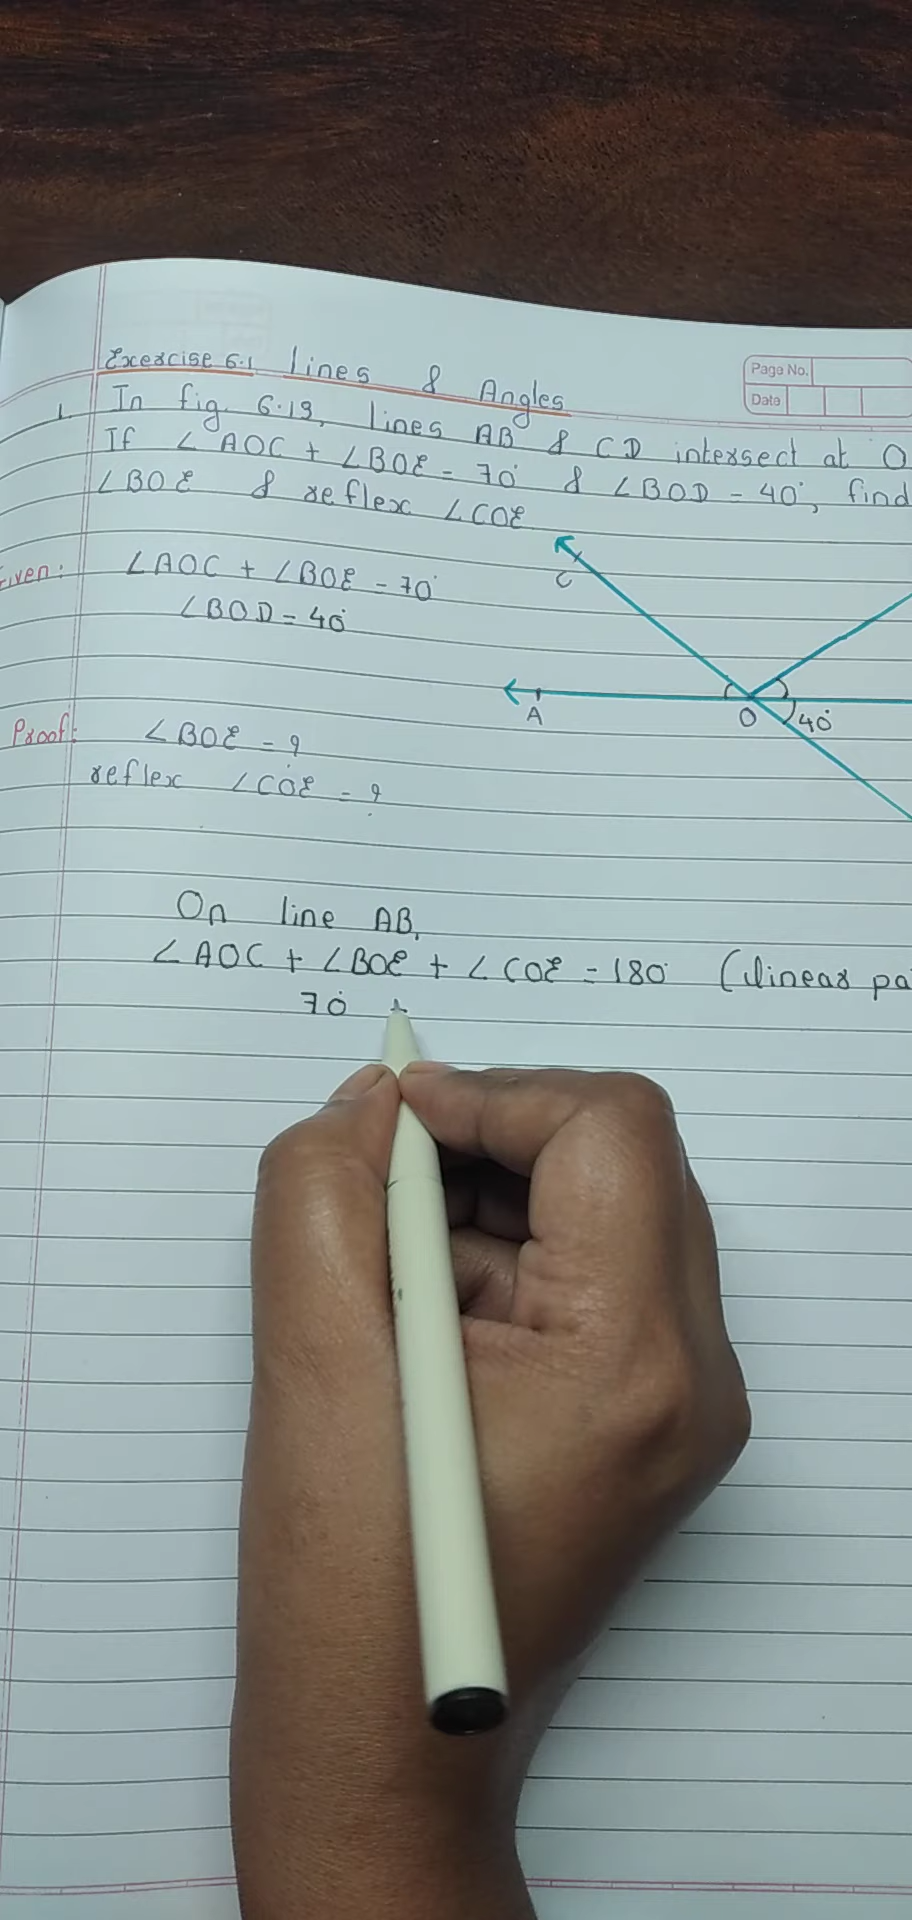 Exercise 6.1 Lines & Angles
Page No.
Date
1. In fig. 6.13, lines AB & CD intersect at O
If ∠AOC + ∠BOE = 70° & ∠BOD = 40°, find
∠BOE & reflex ∠COE
iven: ∠AOC + ∠BOE = 70°
∠BOD = 40°
C
A
O
40°
Proof: ∠BOE = ?
reflex ∠COE = ?
On line AB,
∠AOC + ∠BOE + ∠COE = 180° (linear pa
70° +